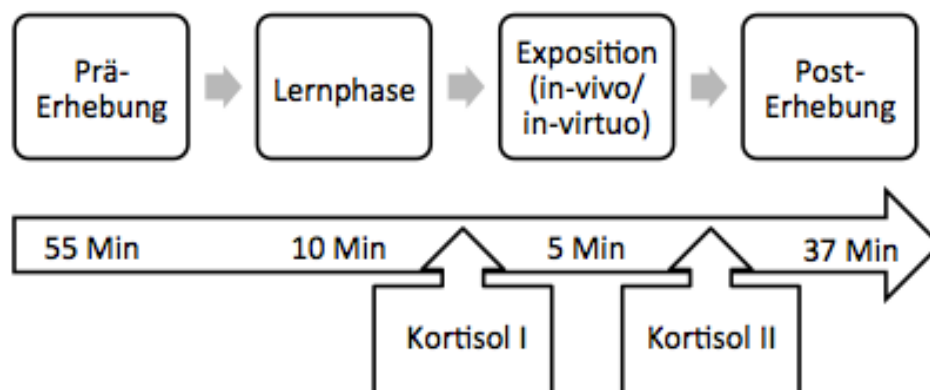 Prä-
Erhebung
Lernphase
Exposition
(in-vivo/
in-virtuo)
Post-
Erhebung
55 Min
10 Min
5 Min
37 Min
Kortisol I
Kortisol II